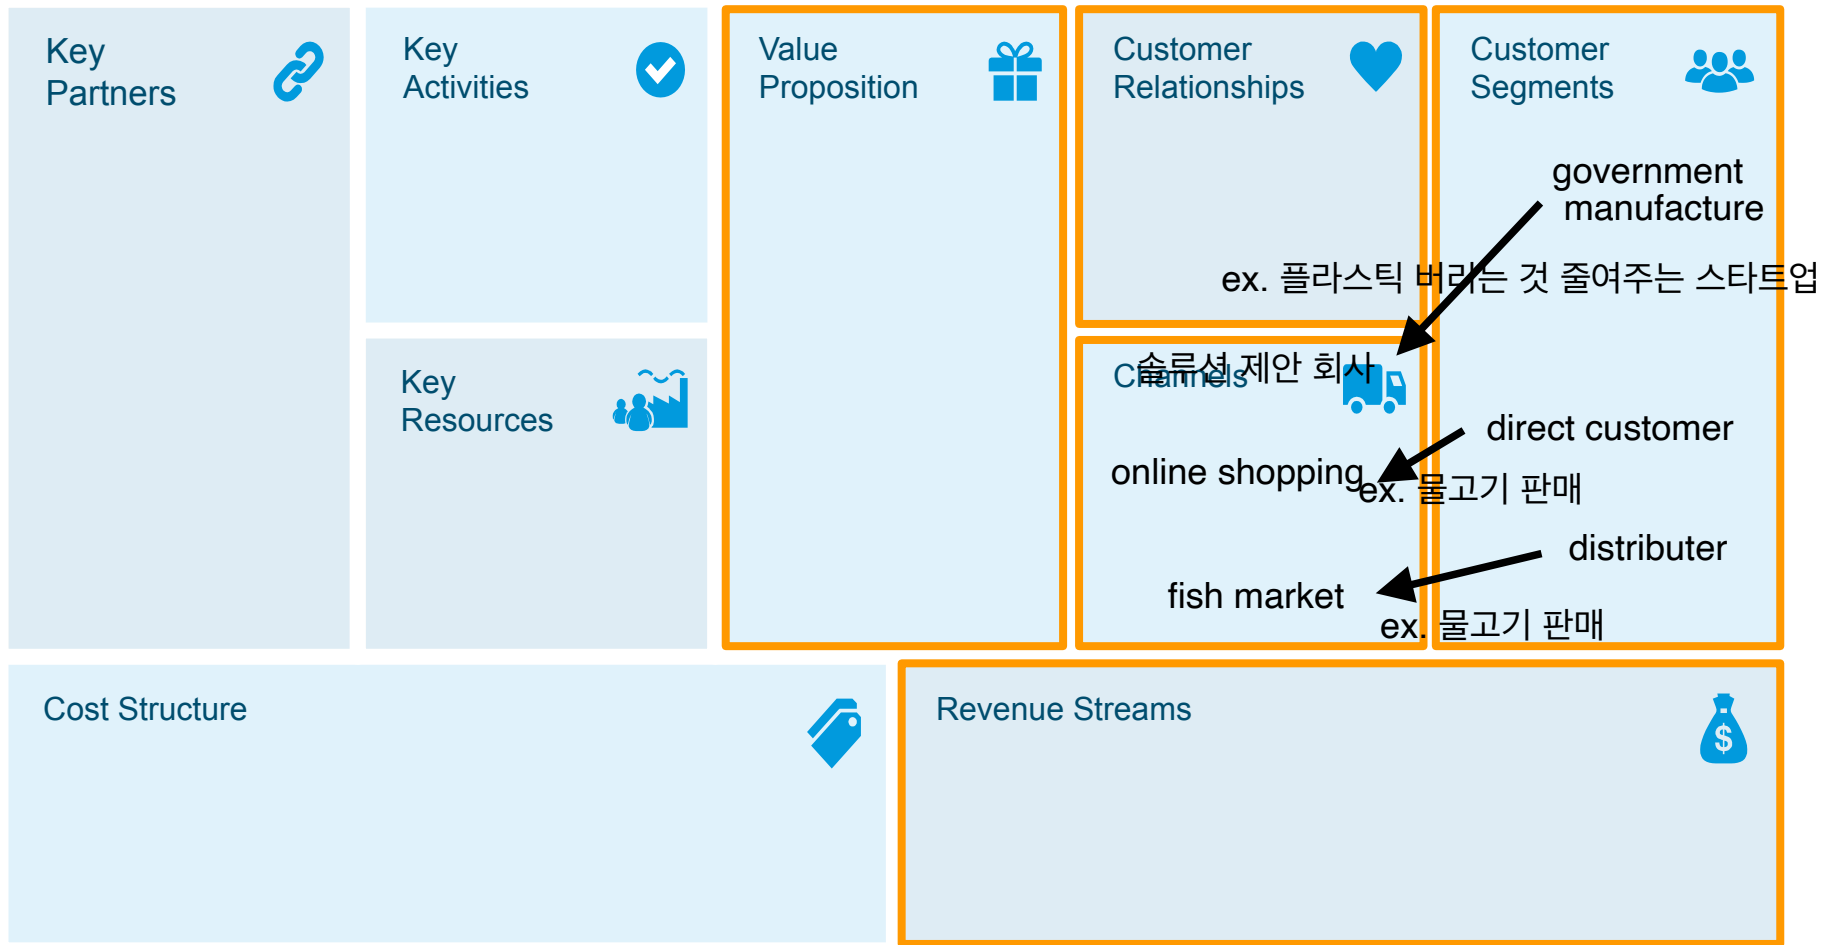 Key
Partners
Key
Activities
Value
Proposition
Customer
Relationships
Customer
Segments
government
manufacture
ex. 플라스틱 버리는 것 줄여주는 스타트업
솔루션 제안 회사
Channels
Key
Resources
direct customer
online shopping
ex. 물고기 판매
distributer
fish market
ex. 물고기 판매
Cost Structure
Revenue Streams
$